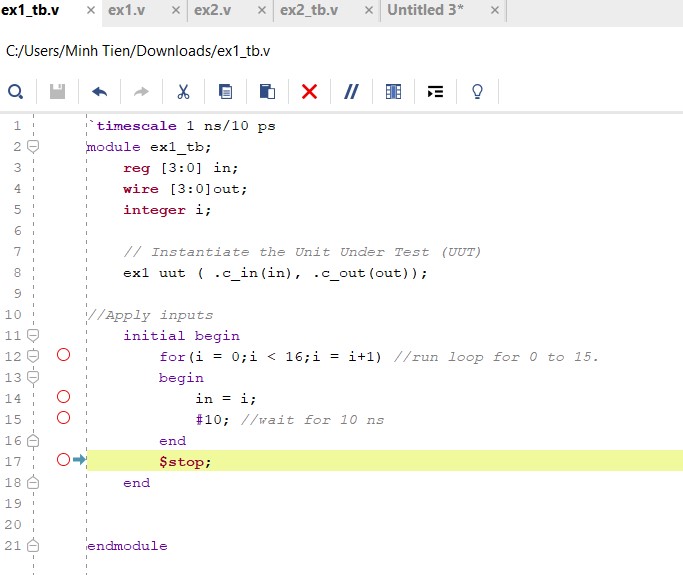 ex1_tb.v × ex1.v × ex2.v × ex2_tb.v × Untitled 3* ×
C:/Users/Minh Tien/Downloads/ex1_tb.v
1 `timescale 1 ns/10 ps
2 module ex1_tb;
3 reg [3:0] in;
4 wire [3:0]out;
5 integer i;
6
7 // Instantiate the Unit Under Test (UUT)
8 ex1 uut ( .c_in(in), .c_out(out));
9
10 //Apply inputs
11 initial begin
12 for(i = 0;i < 16;i = i+1) //run loop for 0 to 15.
13 begin
14 in = i;
15 #10; //wait for 10 ns
16 end
17 $stop;
18 end
19
20
21 endmodule